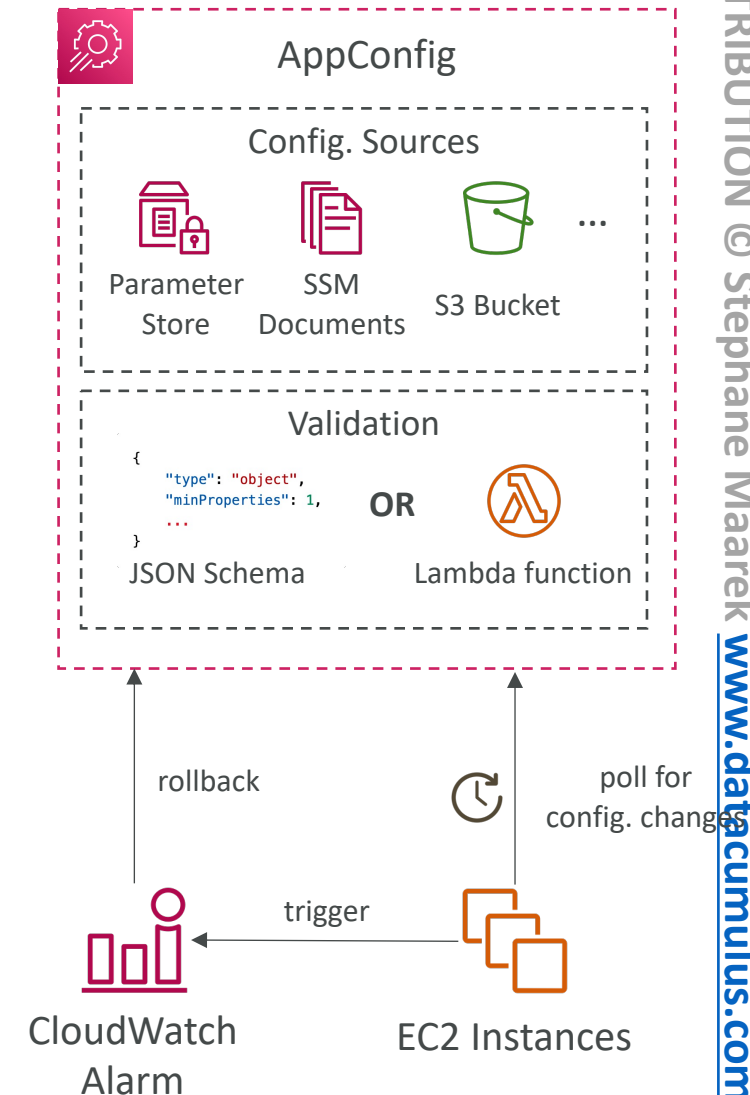 AppConfig
Config. Sources
Parameter
Store
SSM
Documents
S3 Bucket
...
Validation
{
"type": "object",
"minProperties": 1,
...
}
OR
JSON Schema
Lambda function
rollback
poll for
config. changes
trigger
CloudWatch
Alarm
EC2 Instances
TRIBUTION © Stephane Maarek www.datacumulus.com